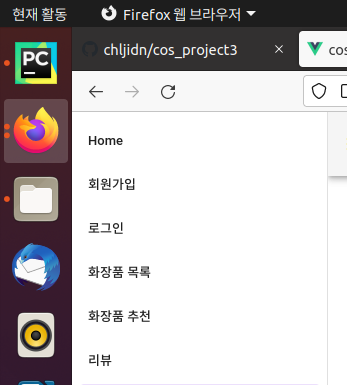 현재 활동 Firefox 웹 브라우저
PC
chljidn/cos_project3 cos
Home
회원가입
로그인
화장품 목록
화장품 추천
리뷰